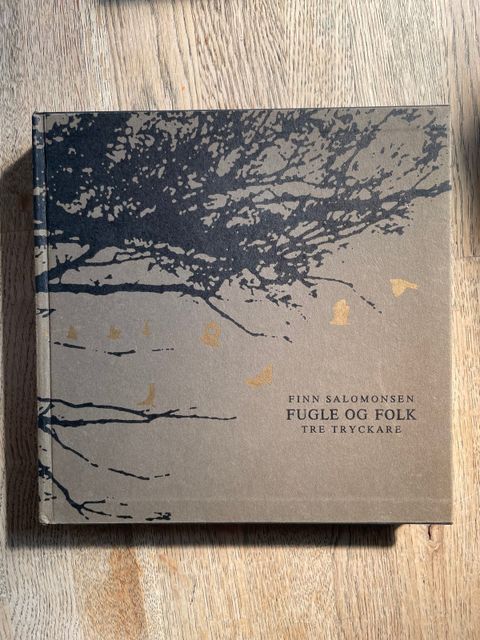 FINN SALOMONSEN
FUGLE OG FOLK
TRE TRYCKARE